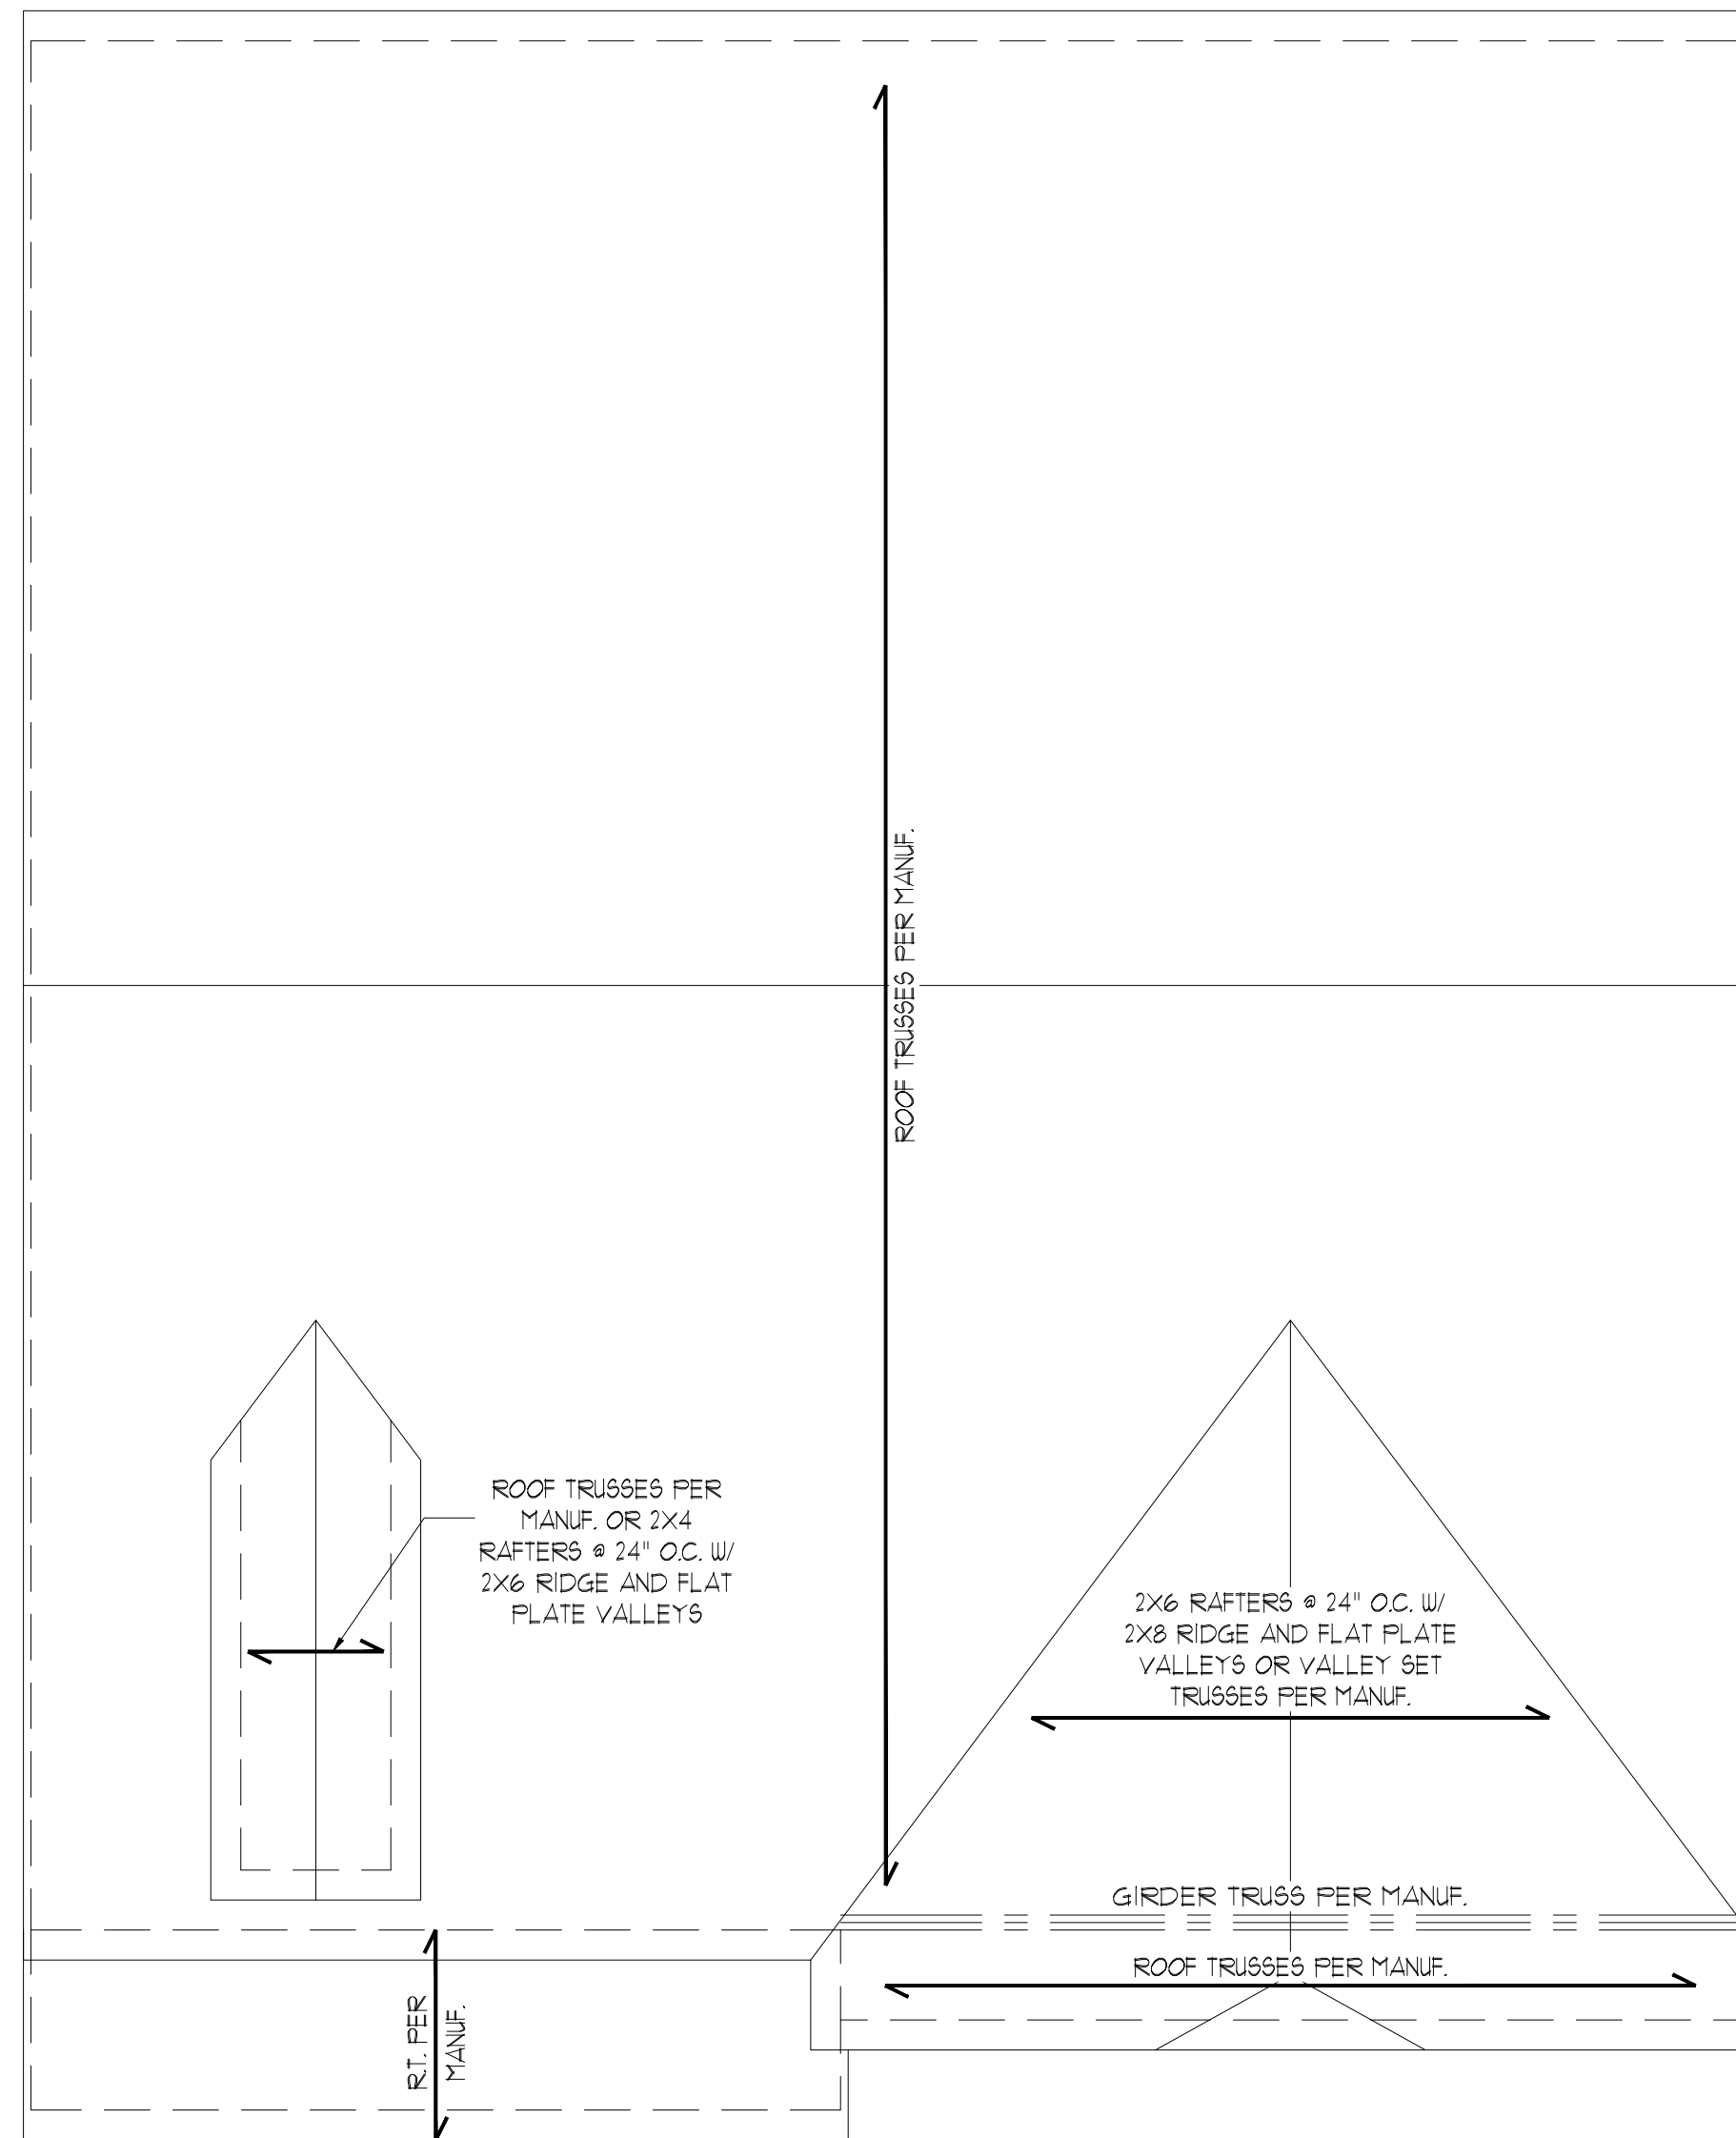 ROOF TRUSSES PER MANUF.
ROOF TRUSSES PER
MANUF. OR 2X4
RAFTERS @ 24" O.C. W/
2X6 RIDGE AND FLAT
PLATE VALLEYS
2X6 RAFTERS @ 24" O.C. W/
2X8 RIDGE AND FLAT PLATE
VALLEYS OR VALLEY SET
TRUSSES PER MANUF.
GIRDER TRUSS PER MANUF.
ROOF TRUSSES PER MANUF.
R.T. PER
MANUF.